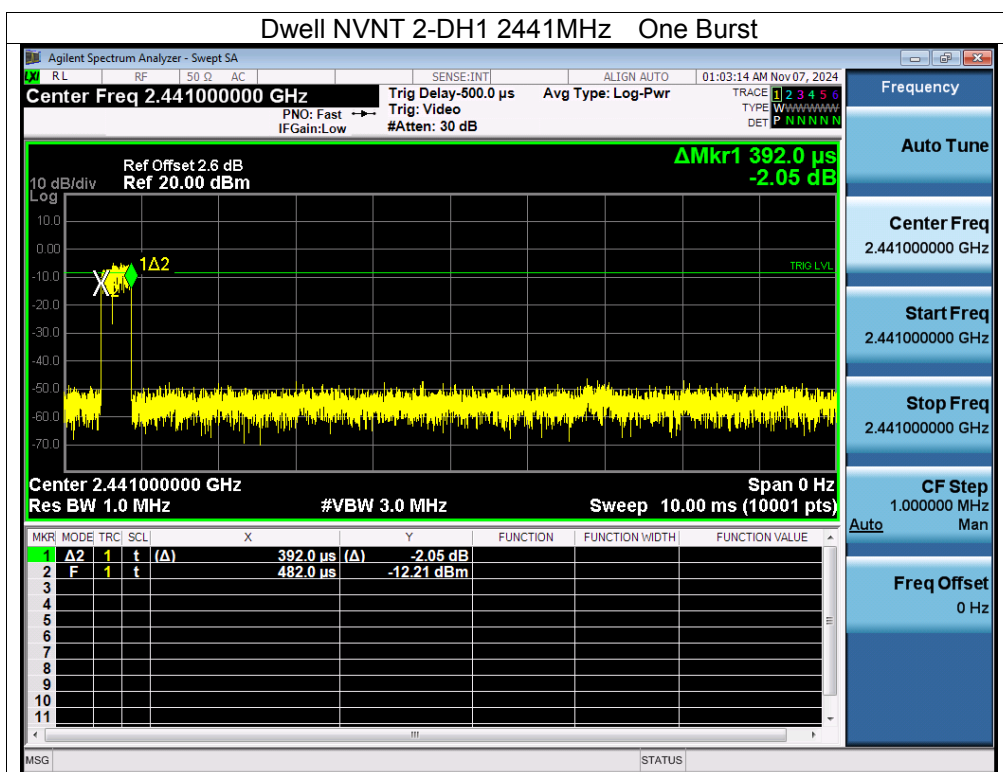 Dwell NVNT 2-DH1 2441MHz One Burst
Agilent Spectrum Analyzer - Swept SA
LXI RL RF 50 Ω AC SENSE:INT ALIGN AUTO 01:03:14 AM Nov 07, 2024
Center Freq 2.441000000 GHz
PNO: Fast
IFGain:Low
Trig Delay-500.0 µs
Trig: Video
#Atten: 30 dB
Avg Type: Log-Pwr
TRACE 1 2 3 4 5 6
TYPE WWWWWWW
DET P N N N N N
ΔMkr1 392.0 µs
-2.05 dB
Ref Offset 2.6 dB
10 dB/div Ref 20.00 dBm
Log
10.0
0.00
-10.0
-20.0
-30.0
-40.0
-50.0
-60.0
-70.0
1Δ2
2
TRIG LVL
Center 2.441000000 GHz Span 0 Hz
Res BW 1.0 MHz #VBW 3.0 MHz Sweep 10.00 ms (10001 pts)
MKR MODE TRC SCL X Y FUNCTION FUNCTION WIDTH FUNCTION VALUE
1 Δ2 1 t (Δ) 392.0 µs (Δ) -2.05 dB
2 F 1 t 482.0 µs -12.21 dBm
3
4
5
6
7
8
9
10
11
MSG STATUS
Frequency
Auto Tune
Center Freq
2.441000000 GHz
Start Freq
2.441000000 GHz
Stop Freq
2.441000000 GHz
CF Step
1.000000 MHz
Auto Man
Freq Offset
0 Hz